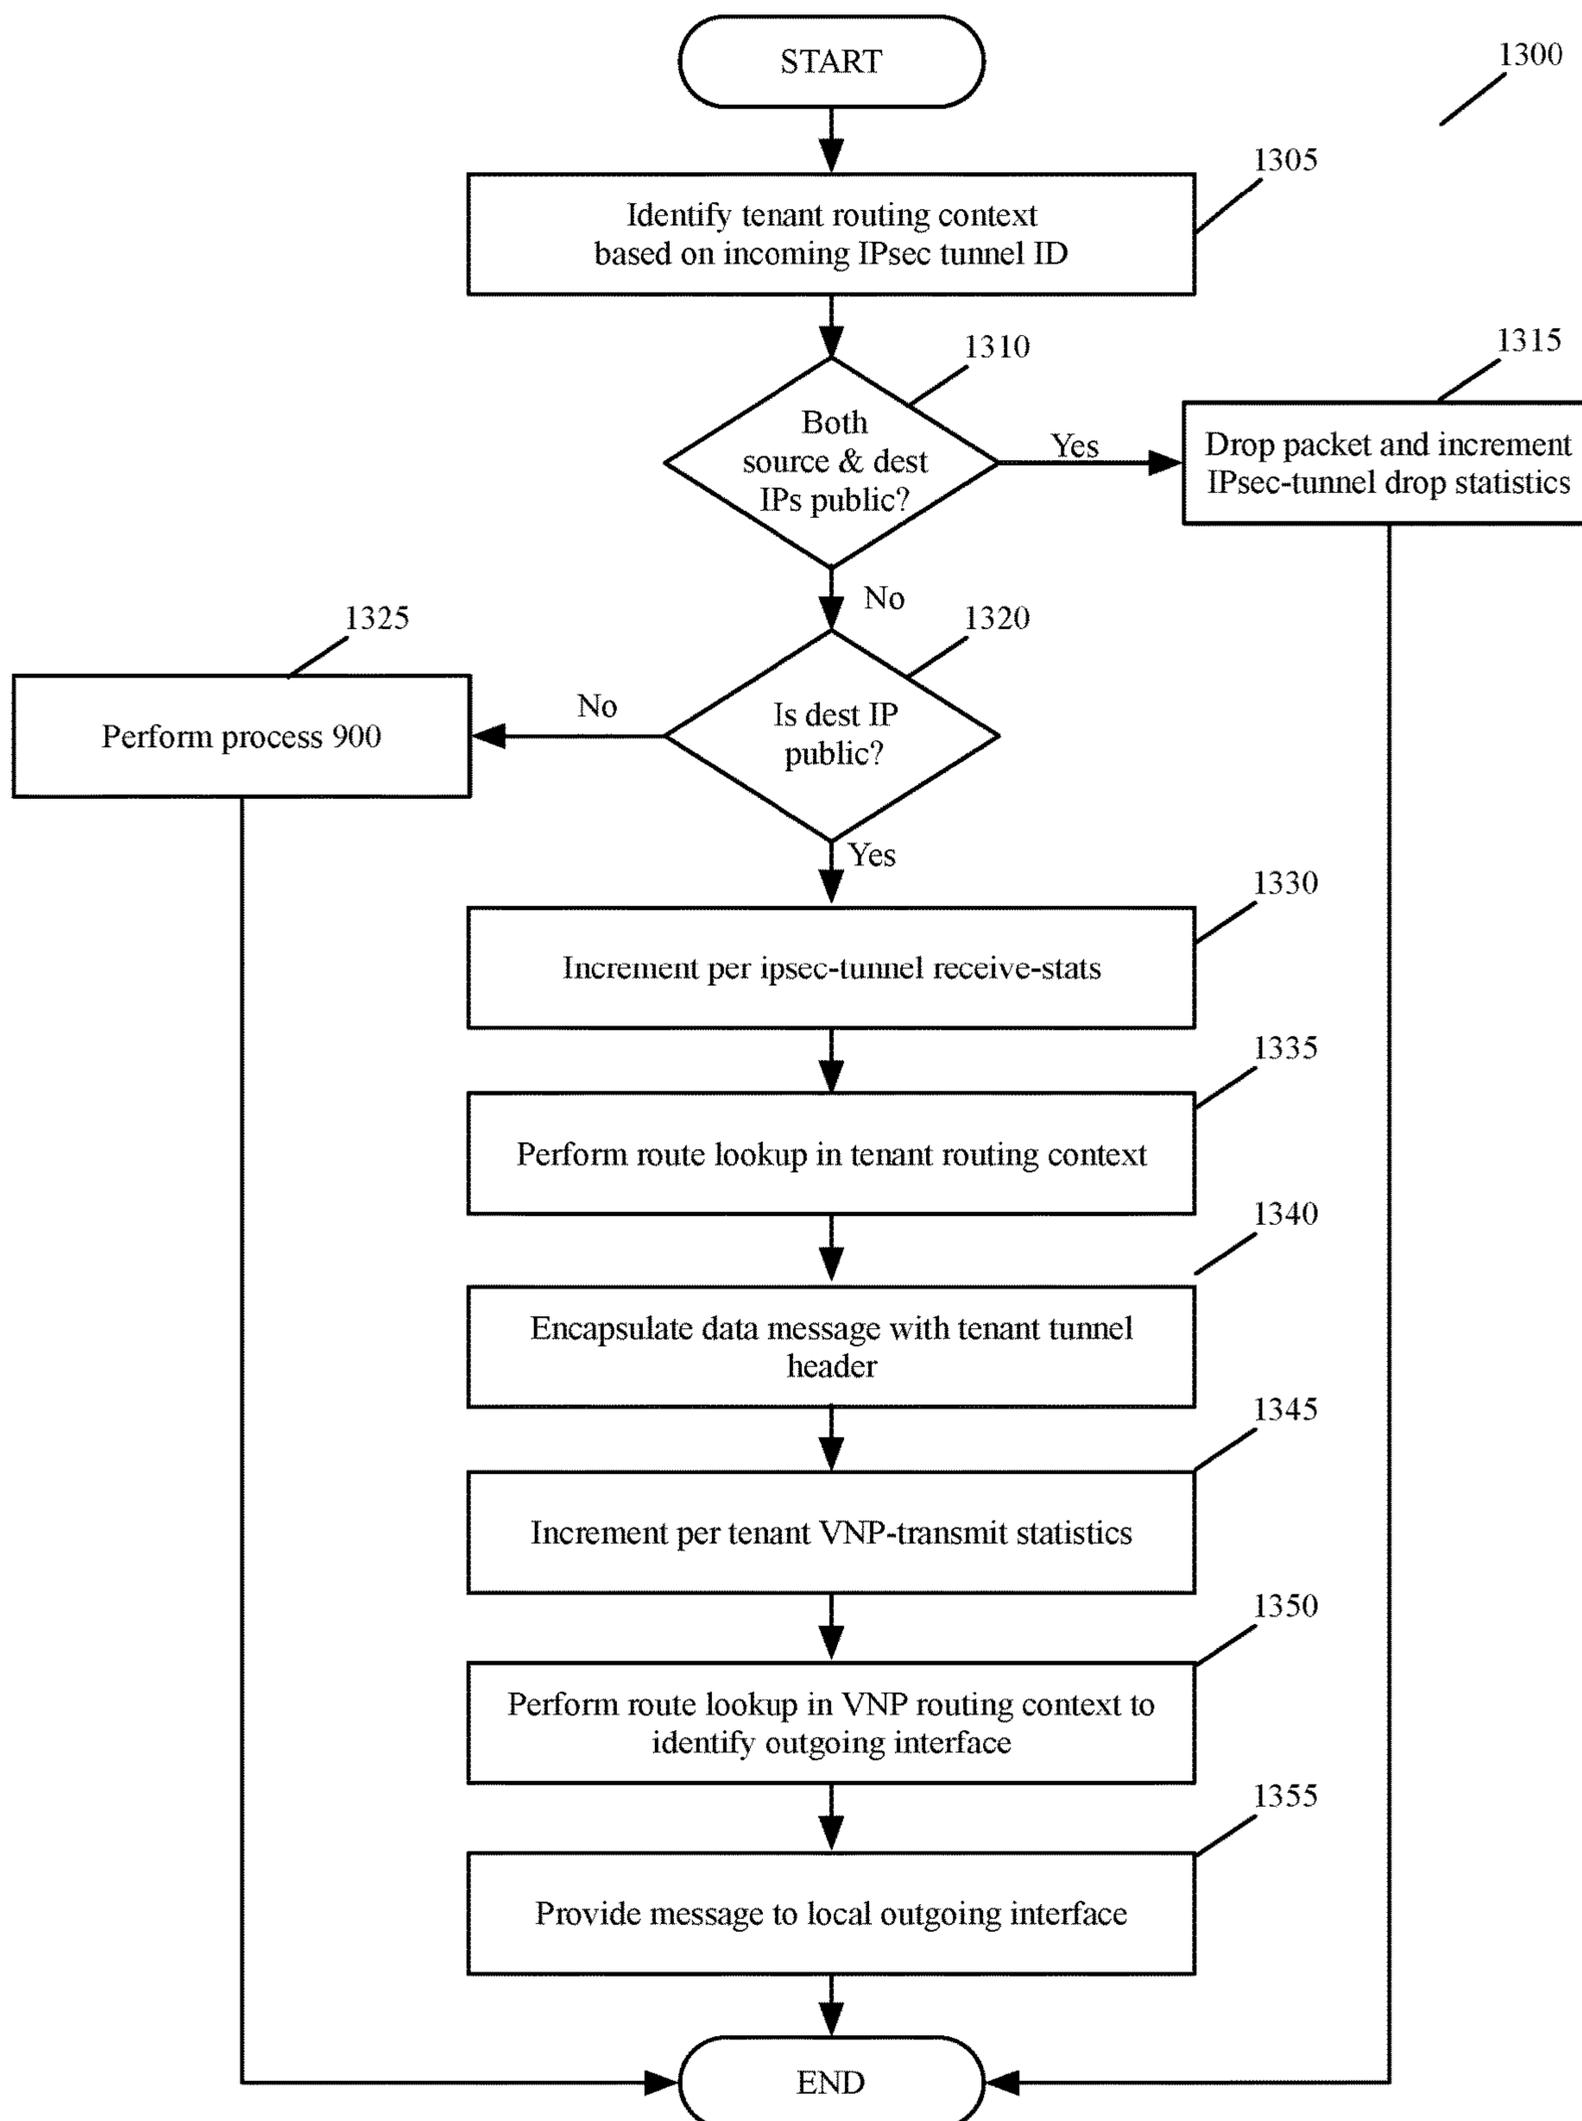 START
1300
1305
Identify tenant routing context
based on incoming IPsec tunnel ID
1310
1315
Both
source & dest
IPs public?
Yes
Drop packet and increment
IPsec-tunnel drop statistics
No
1325
1320
Perform process 900
No
Is dest IP
public?
Yes
1330
Increment per ipsec-tunnel receive-stats
1335
Perform route lookup in tenant routing context
1340
Encapsulate data message with tenant tunnel
header
1345
Increment per tenant VNP-transmit statistics
1350
Perform route lookup in VNP routing context to
identify outgoing interface
1355
Provide message to local outgoing interface
END